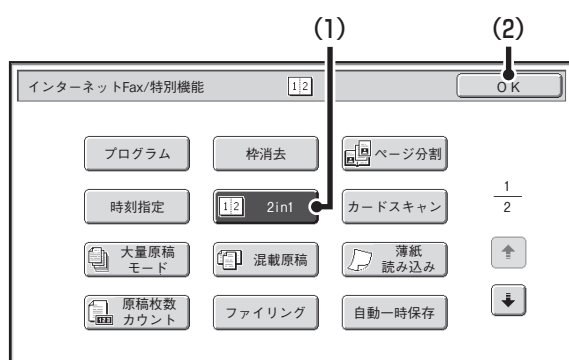 (1) (2)
インターネットFax/特別機能 1 2 OK
プログラム 枠消去 ページ分割
時刻指定 1 2 2in1 カードスキャン
1
2
大量原稿
モード
混載原稿
薄紙
読み込み
原稿枚数
カウント
123
ファイリング 自動一時保存